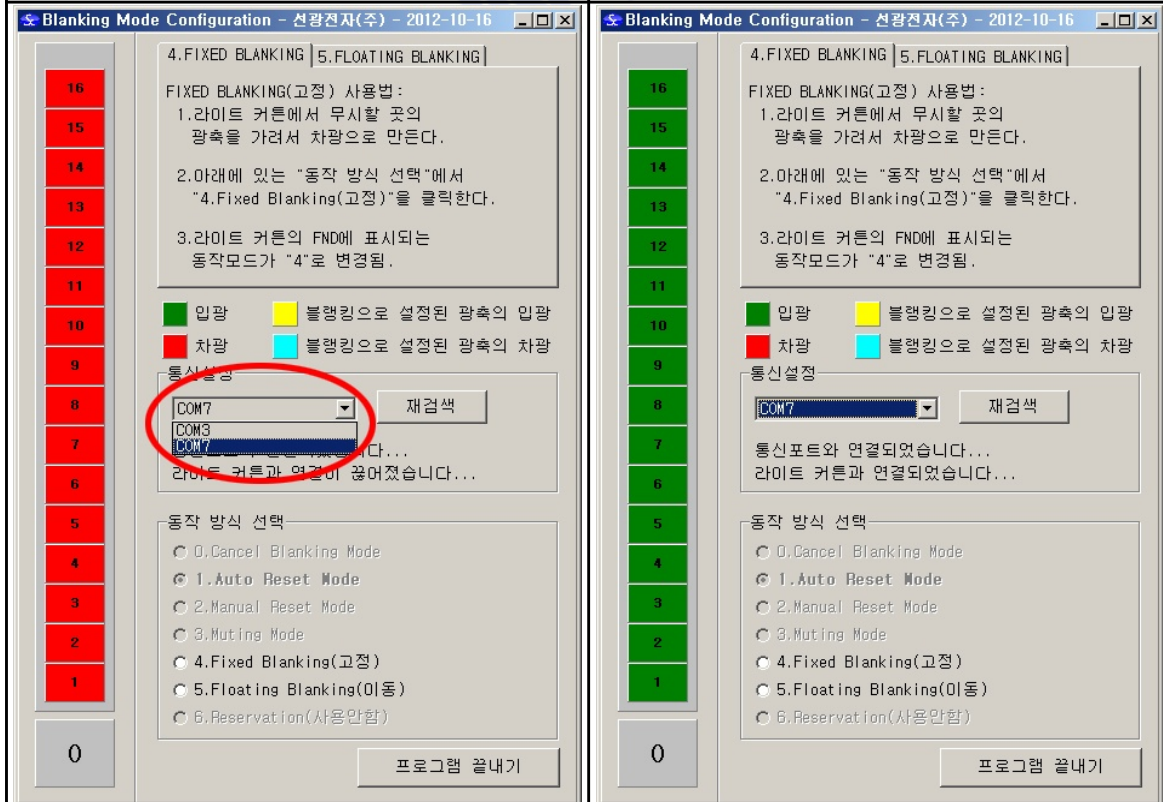 Blanking Mode Configuration - 선광전자(주) - 2012-10-16
4.FIXED BLANKING
5.FLOATING BLANKING
FIXED BLANKING(고정) 사용법:
1.라이트 커튼에서 무시할 곳의
광축을 가려서 차광으로 만든다.
2.아래에 있는 "동작 방식 선택"에서
"4.Fixed Blanking(고정)"을 클릭한다.
3.라이트 커튼의 FND에 표시되는
동작모드가 "4"로 변경됨.
16
15
14
13
12
11
10
9
8
7
6
5
4
3
2
1
0
입광
블랭킹으로 설정된 광축의 입광
차광
블랭킹으로 설정된 광축의 차광
통신설정
COM7
재검색
COM3
COM7
라이트 커튼과 연결이 끊어졌습니다...
동작 방식 선택
0.Cancel Blanking Mode
1.Auto Reset Mode
2.Manual Reset Mode
3.Muting Mode
4.Fixed Blanking(고정)
5.Floating Blanking(이동)
6.Reservation(사용안함)
프로그램 끝내기
Blanking Mode Configuration - 선광전자(주) - 2012-10-16
4.FIXED BLANKING
5.FLOATING BLANKING
FIXED BLANKING(고정) 사용법:
1.라이트 커튼에서 무시할 곳의
광축을 가려서 차광으로 만든다.
2.아래에 있는 "동작 방식 선택"에서
"4.Fixed Blanking(고정)"을 클릭한다.
3.라이트 커튼의 FND에 표시되는
동작모드가 "4"로 변경됨.
16
15
14
13
12
11
10
9
8
7
6
5
4
3
2
1
0
입광
블랭킹으로 설정된 광축의 입광
차광
블랭킹으로 설정된 광축의 차광
통신설정
COM7
재검색
통신포트와 연결되었습니다...
라이트 커튼과 연결되었습니다...
동작 방식 선택
0.Cancel Blanking Mode
1.Auto Reset Mode
2.Manual Reset Mode
3.Muting Mode
4.Fixed Blanking(고정)
5.Floating Blanking(이동)
6.Reservation(사용안함)
프로그램 끝내기